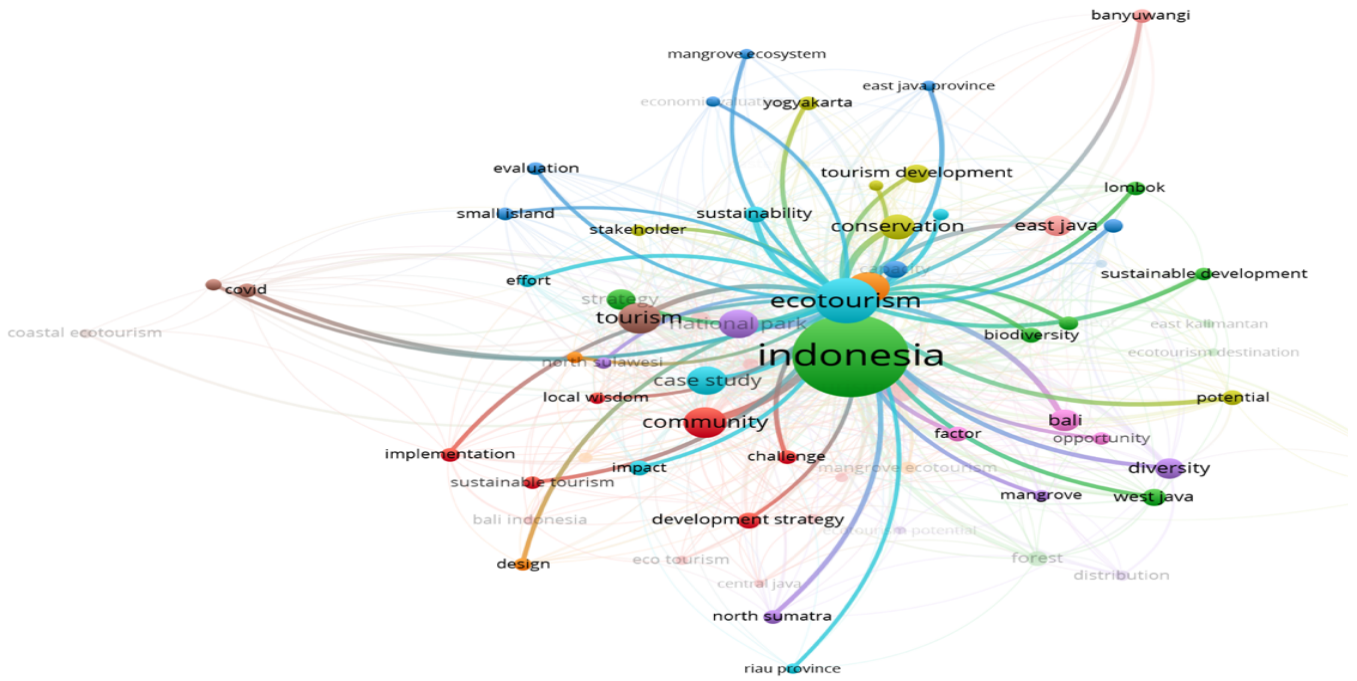 banyuwangi
mangrove ecosystem
east java province
yogyakarta
evaluation
tourism development
lombok
small island
sustainability
stakeholder
conservation
east java
covid
effort
capacity
sustainable development
strategy
ecotourism
tourism
national park
coastal ecotourism
biodiversity
east kalimantan
north sulawesi
indonesia
ecotourism destination
case study
local wisdom
potential
community
bali
factor
opportunity
implementation
challenge
impact
mangrove ecotourism
diversity
sustainable tourism
mangrove
west java
bali indonesia
development strategy
ecotourism potential
eco tourism
forest
design
distribution
central java
north sumatra
riau province